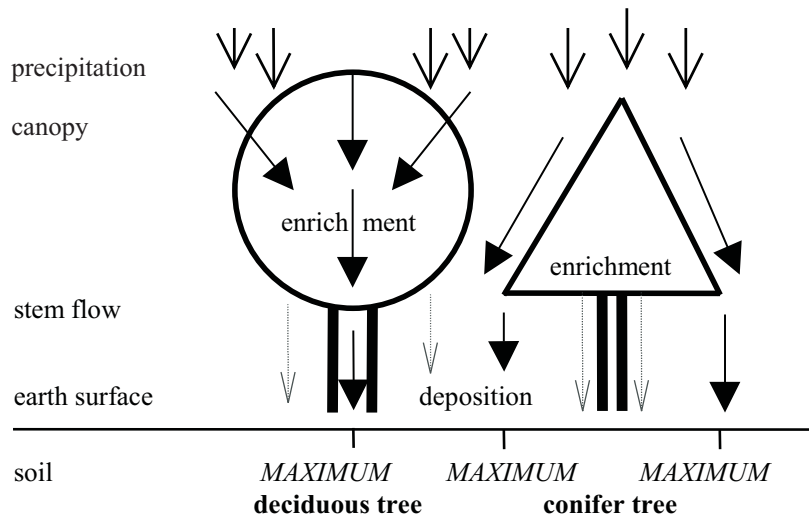 precipitation
canopy
enrich ment
enrichment
stem flow
earth surface
deposition
soil
MAXIMUM MAXIMUM MAXIMUM
deciduous tree conifer tree